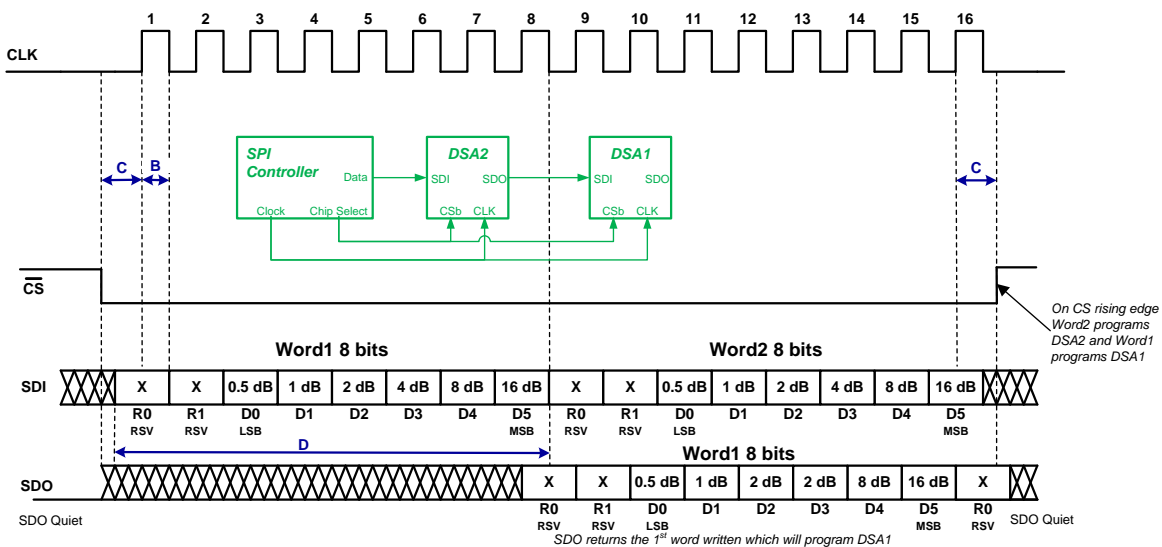 1 2 3 4 5 6 7 8 9 10 11 12 13 14 15 16
CLK
C B C
SPI
Controller
Data
Clock
Chip Select
DSA2
SDI SDO
CSb CLK
DSA1
SDI SDO
CSb CLK
CS
On CS rising edge
Word2 programs
DSA2 and Word1
programs DSA1
Word1 8 bits Word2 8 bits
SDI X X 0.5 dB 1 dB 2 dB 4 dB 8 dB 16 dB X X 0.5 dB 1 dB 2 dB 4 dB 8 dB 16 dB
R0 R1 D0 D1 D2 D3 D4 D5 R0 R1 D0 D1 D2 D3 D4 D5
RSV RSV LSB MSB RSV RSV LSB MSB
D
Word1 8 bits
SDO X X 0.5 dB 1 dB 2 dB 2 dB 8 dB 16 dB X
R0 R1 D0 D1 D2 D3 D4 D5 R0
RSV RSV LSB MSB RSV
SDO Quiet SDO Quiet
SDO returns the 1st word written which will program DSA1